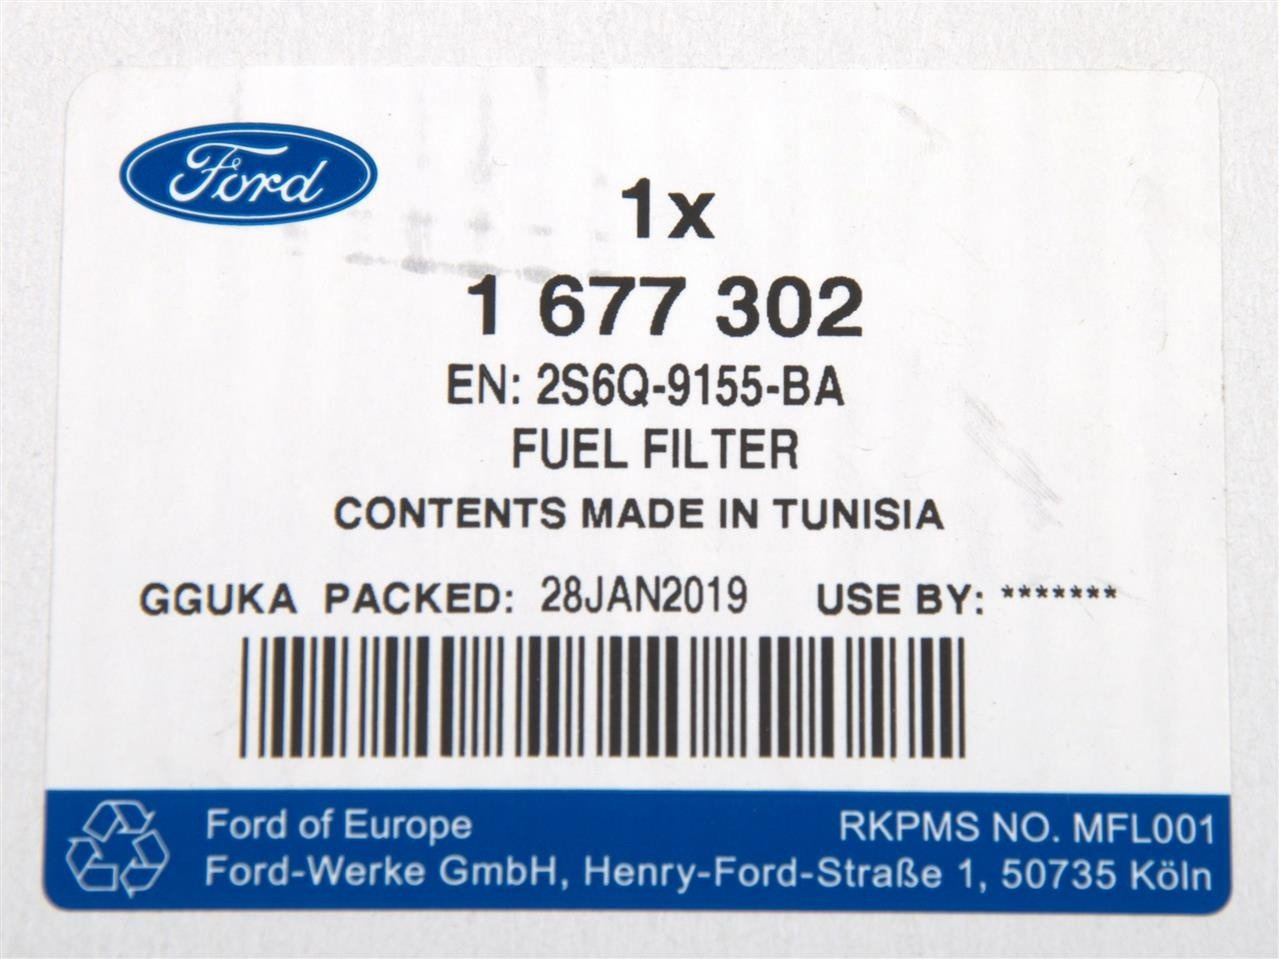 Ford
1x
1 677 302
EN: 2S6Q-9155-BA
FUEL FILTER
CONTENTS MADE IN TUNISIA
GGUKA PACKED: 28JAN2019 USE BY: *******
Ford of Europe RKPMS NO. MFL001
Ford-Werke GmbH, Henry-Ford-Straße 1, 50735 Köln